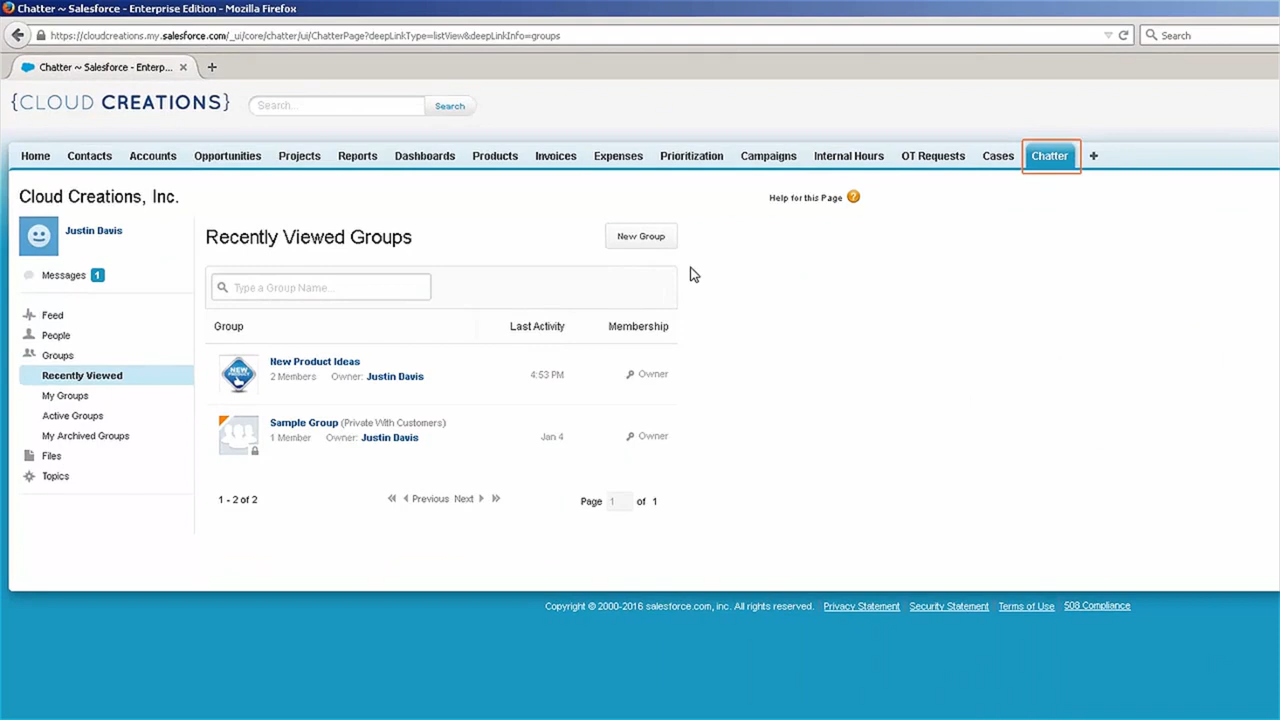 Chatter ~ Salesforce - Enterprise Edition - Mozilla Firefox
https://cloudcreations.my.salesforce.com/_ui/core/chatter/ui/ChatterPage?deepLinkType=listView&deepLinkInfo=groups
Search
Chatter ~ Salesforce - Enterp...
{CLOUD CREATIONS}
Search...
Search
Home Contacts Accounts Opportunities Projects Reports Dashboards Products Invoices Expenses Prioritization Campaigns Internal Hours OT Requests Cases Chatter +
Cloud Creations, Inc.
Help for this Page ?
Justin Davis
Messages 1
Feed
People
Groups
Recently Viewed
My Groups
Active Groups
My Archived Groups
Files
Topics
Recently Viewed Groups
New Group
Type a Group Name...
Group Last Activity Membership
NEW PRODUCT
New Product Ideas
2 Members Owner: Justin Davis
4:53 PM
Owner
Sample Group (Private With Customers)
1 Member Owner: Justin Davis
Jan 4
Owner
1 - 2 of 2
Previous Next
Page 1 of 1
Copyright © 2000-2016 salesforce.com, inc. All rights reserved. Privacy Statement Security Statement Terms of Use 508 Compliance